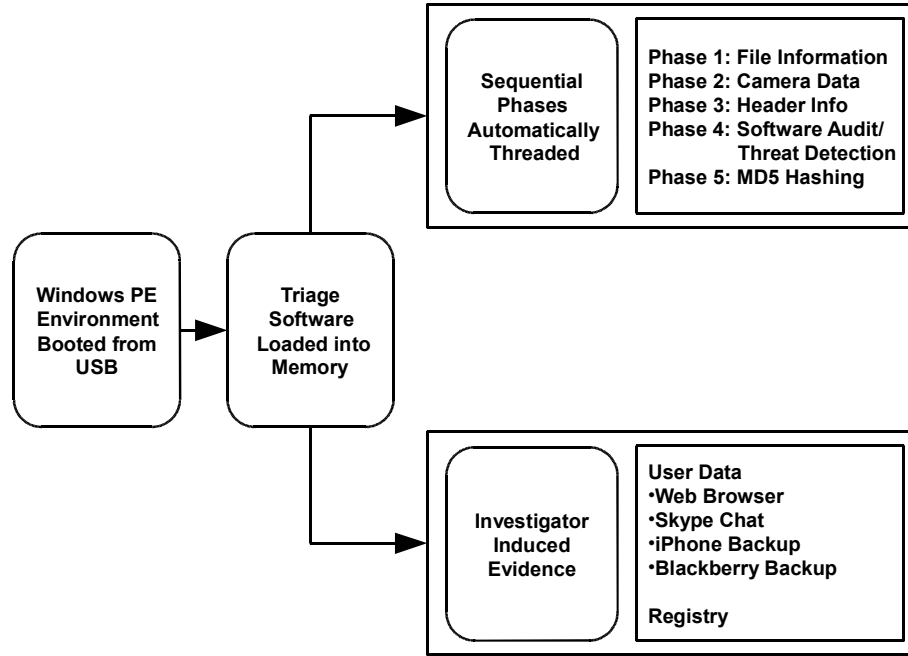 Windows PE
Environment
Booted from
USB
Triage
Software
Loaded into
Memory
Sequential
Phases
Automatically
Threaded
Phase 1: File Information
Phase 2: Camera Data
Phase 3: Header Info
Phase 4: Software Audit/
Threat Detection
Phase 5: MD5 Hashing
Investigator
Induced
Evidence
User Data
•Web Browser
•Skype Chat
•iPhone Backup
•Blackberry Backup
Registry